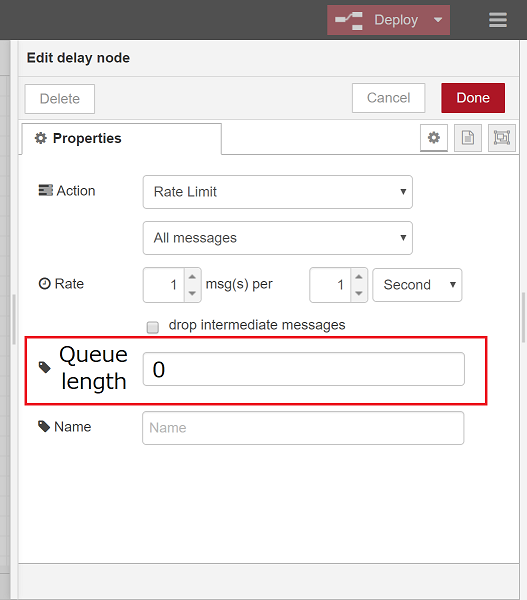 Deploy
Edit delay node
Delete
Cancel
Done
Properties
Action
Rate Limit
All messages
Rate
1
msg(s) per
1
Second
drop intermediate messages
Queue
length
0
Name
Name